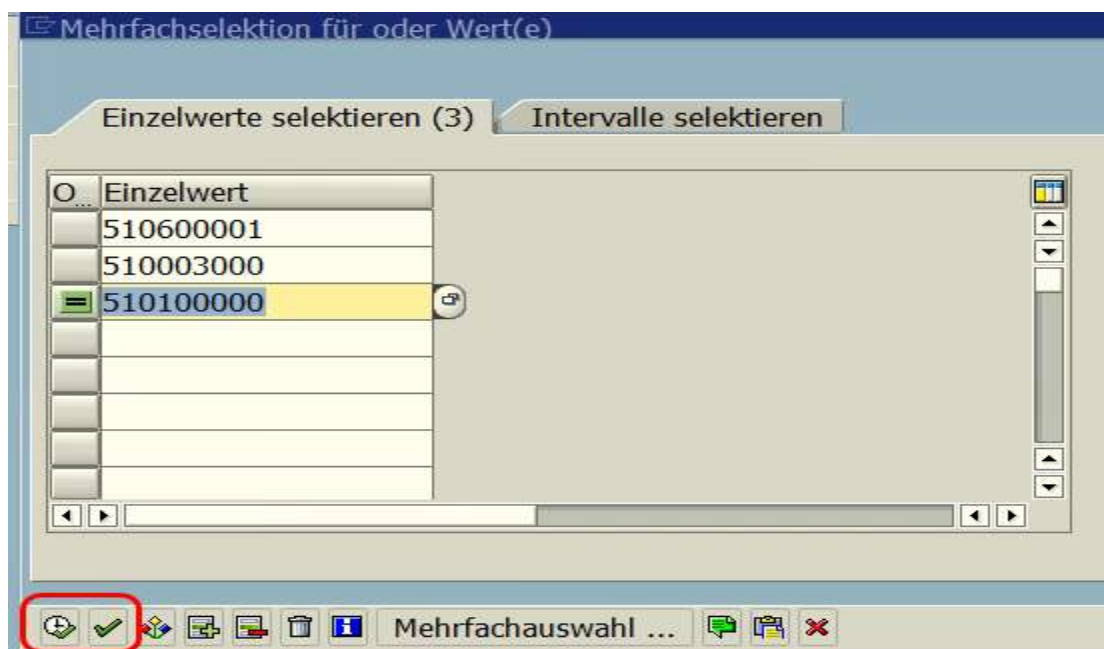 Mehrfachselektion für oder Wert(e)
Einzelwerte selektieren (3) Intervalle selektieren
O... Einzelwert
510600001
510003000
510100000
Mehrfachauswahl ...